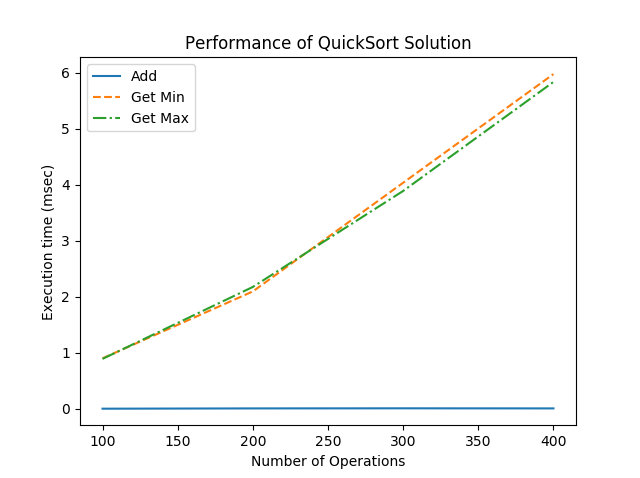 Performance of QuickSort Solution
Add
Get Min
Get Max
Execution time (msec)
6
5
4
3
2
1
0
100 150 200 250 300 350 400
Number of Operations